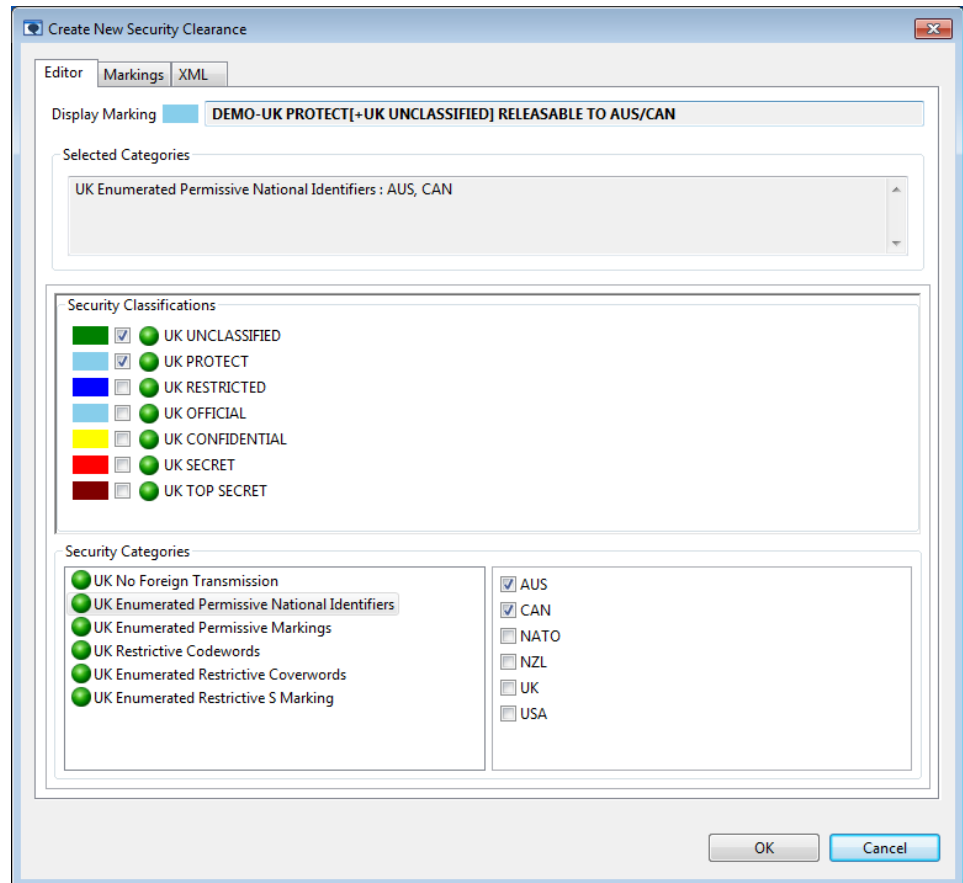 Create New Security Clearance
Editor Markings XML
Display Marking DEMO-UK PROTECT[+UK UNCLASSIFIED] RELEASABLE TO AUS/CAN
Selected Categories
UK Enumerated Permissive National Identifiers : AUS, CAN
Security Classifications
UK UNCLASSIFIED
UK PROTECT
UK RESTRICTED
UK OFFICIAL
UK CONFIDENTIAL
UK SECRET
UK TOP SECRET
Security Categories
UK No Foreign Transmission
UK Enumerated Permissive National Identifiers
UK Enumerated Permissive Markings
UK Restrictive Codewords
UK Enumerated Restrictive Coverwords
UK Enumerated Restrictive S Marking
AUS
CAN
NATO
NZL
UK
USA
OK Cancel